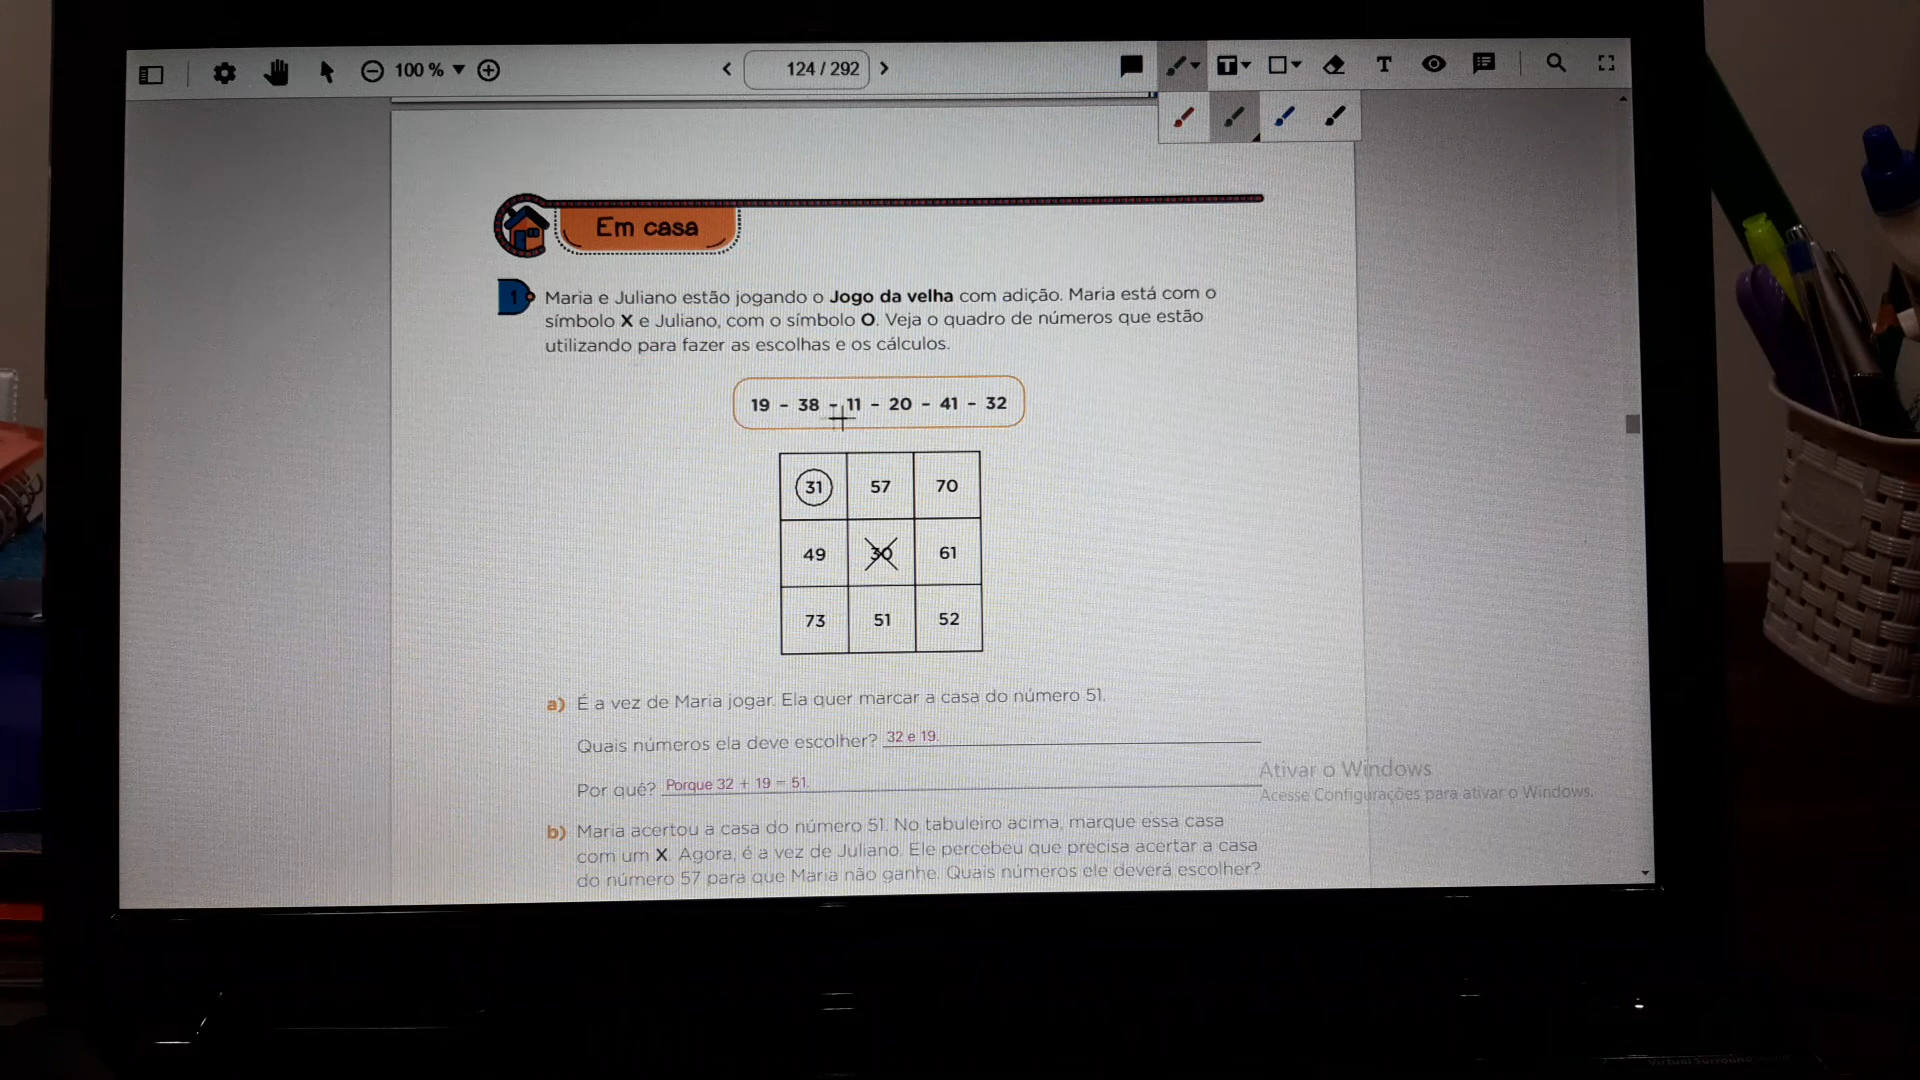 100 %
124 / 292
Em casa
1 Maria e Juliano estão jogando o Jogo da velha com adição. Maria está com o
símbolo X e Juliano, com o símbolo O. Veja o quadro de números que estão
utilizando para fazer as escolhas e os cálculos.
19 - 38 - 11 - 20 - 41 - 32
31 57 70
49 30 61
73 51 52
a) É a vez de Maria jogar. Ela quer marcar a casa do número 51.
Quais números ela deve escolher? 32 e 19.
Por quê? Porque 32 + 19 = 51.
Ativar o Windows
Acesse Configurações para ativar o Windows.
b) Maria acertou a casa do número 51. No tabuleiro acima, marque essa casa
com um X. Agora, é a vez de Juliano. Ele percebeu que precisa acertar a casa
do número 57 para que Maria não ganhe. Quais números ele deverá escolher?